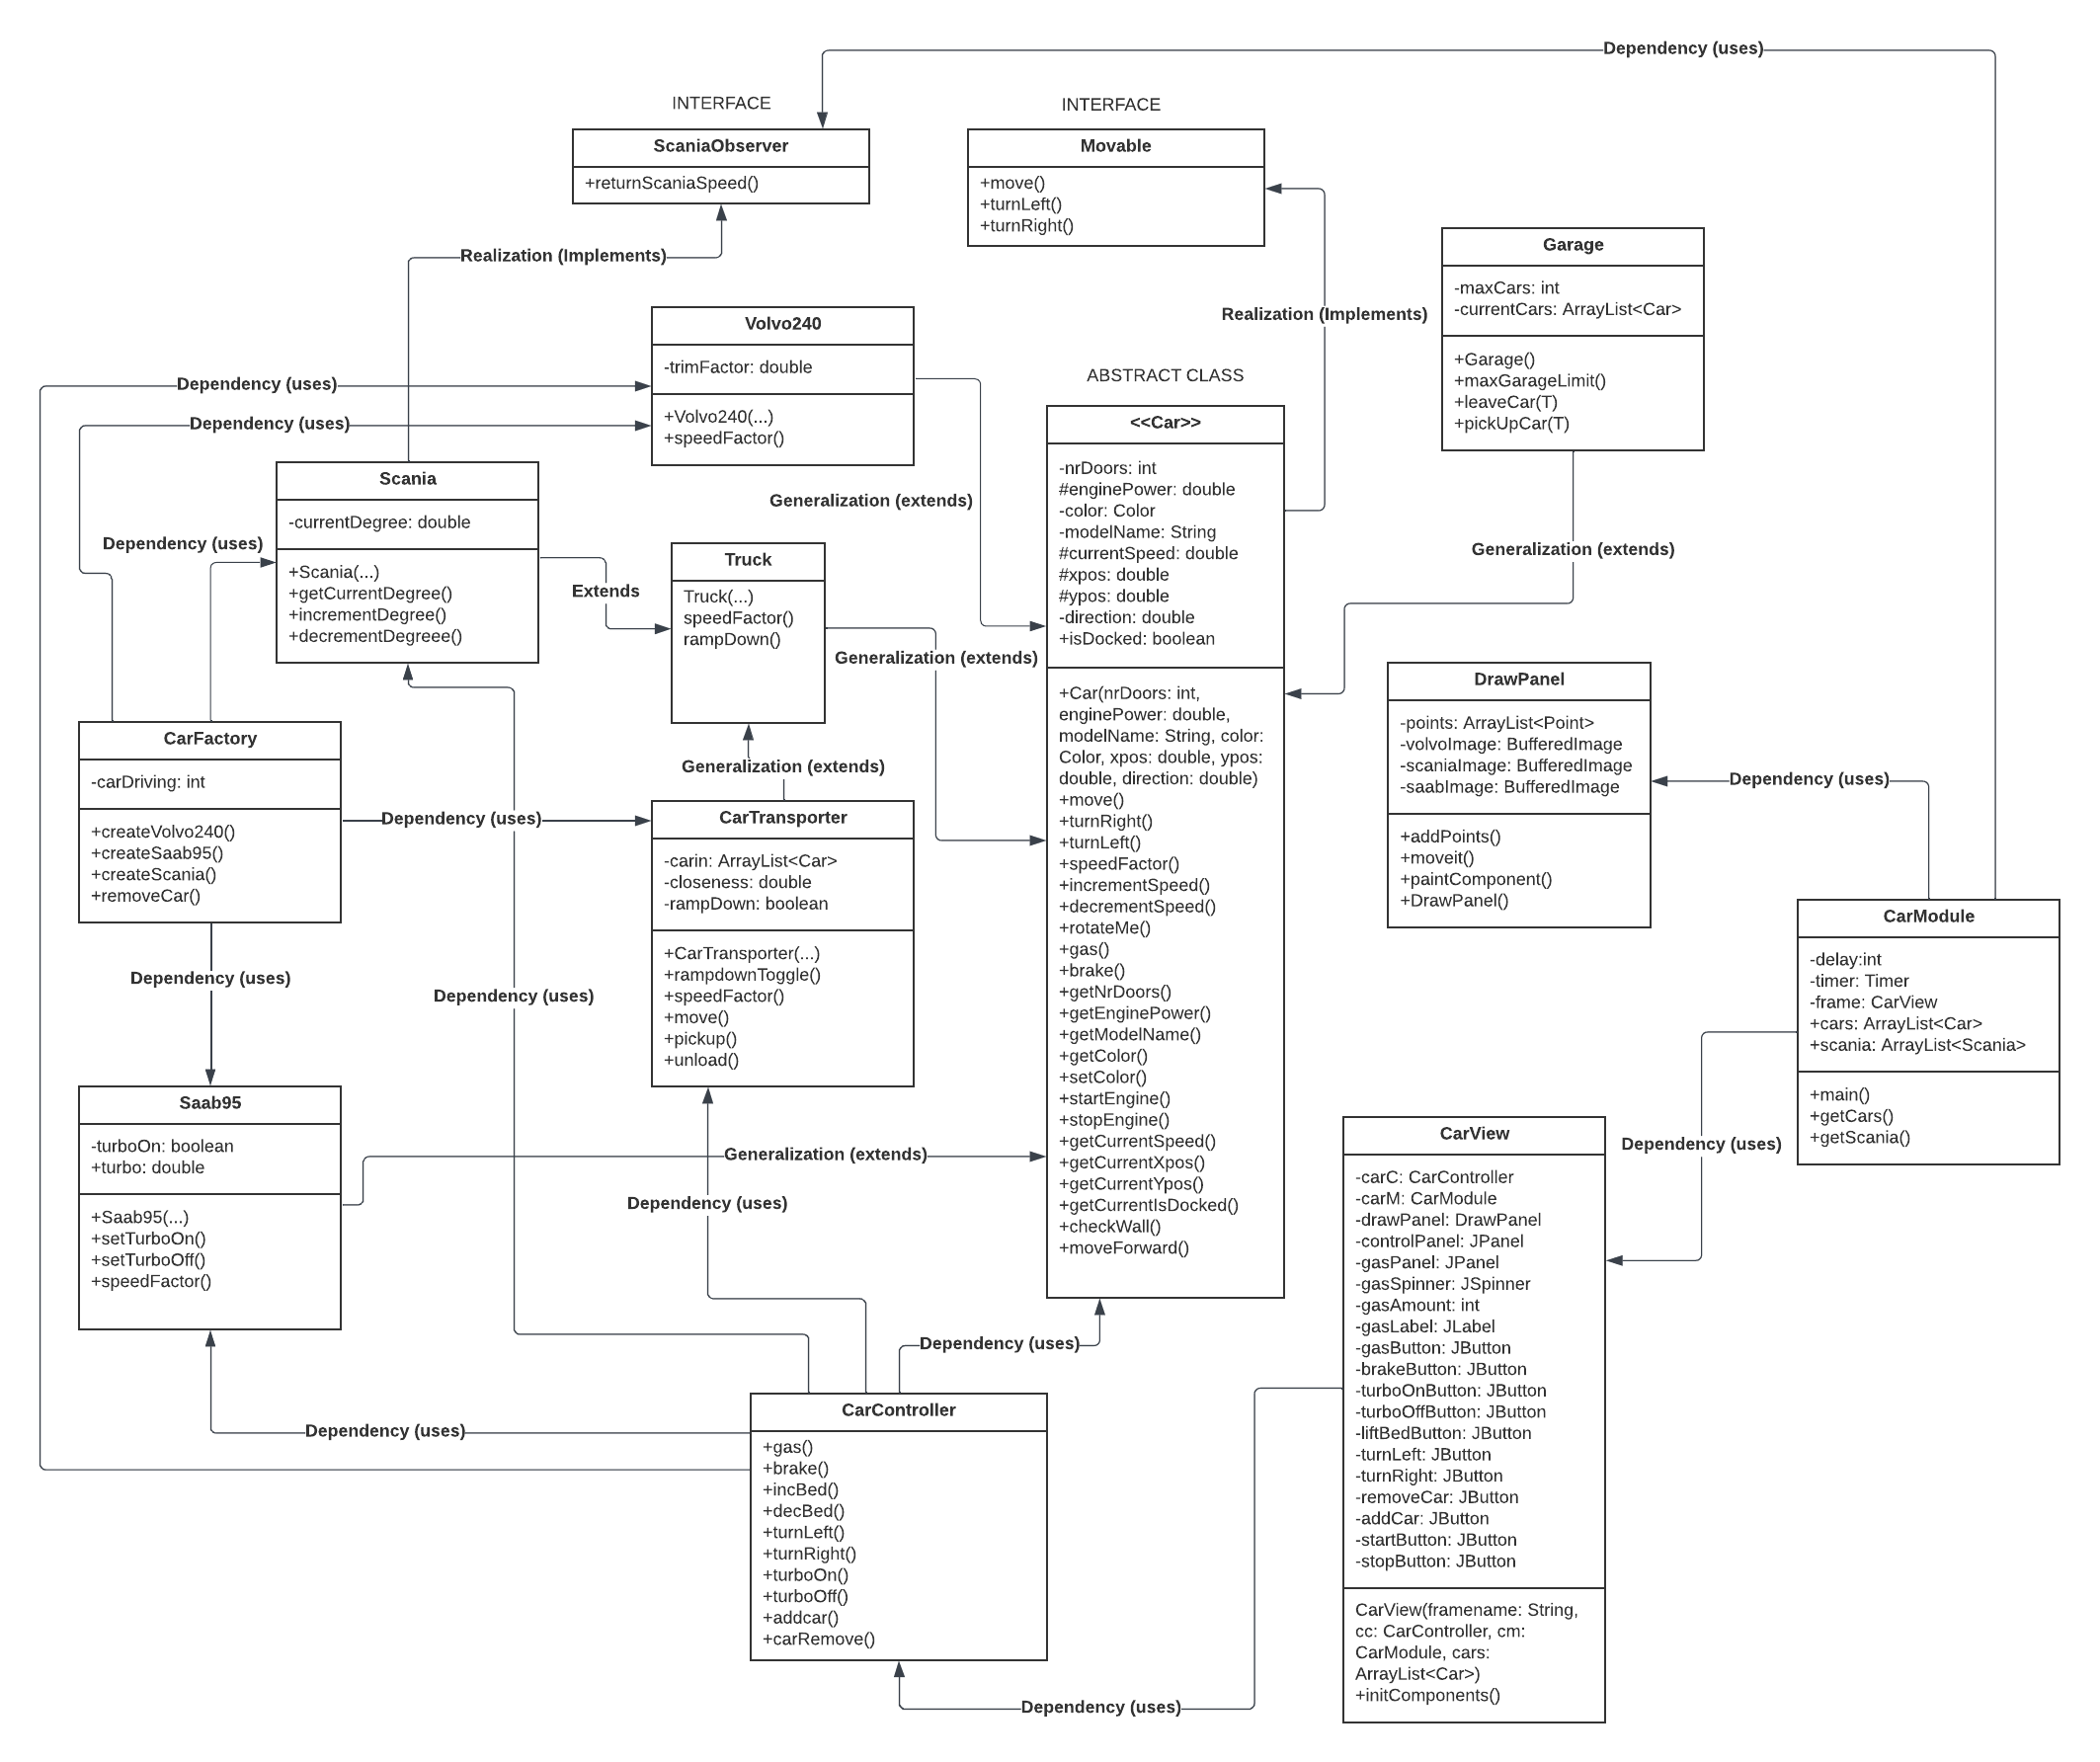 Dependency (uses)
INTERFACE
ScaniaObserver
+returnScaniaSpeed()
INTERFACE
Movable
+move()
+turnLeft()
+turnRight()
Realization (Implements)
Realization (Implements)
Garage
-maxCars: int
-currentCars: ArrayList<Car>
+Garage()
+maxGarageLimit()
+leaveCar(T)
+pickUpCar(T)
Volvo240
-trimFactor: double
+Volvo240(...)
+speedFactor()
Dependency (uses)
Dependency (uses)
Generalization (extends)
ABSTRACT CLASS
<<Car>>
-nrDoors: int
#enginePower: double
-color: Color
-modelName: String
#currentSpeed: double
#xpos: double
#ypos: double
-direction: double
+isDocked: boolean
+Car(nrDoors: int,
enginePower: double,
modelName: String, color:
Color, xpos: double, ypos:
double, direction: double)
+move()
+turnRight()
+turnLeft()
+speedFactor()
+incrementSpeed()
+decrementSpeed()
+rotateMe()
+gas()
+brake()
+getNrDoors()
+getEnginePower()
+getModelName()
+getColor()
+setColor()
+startEngine()
+stopEngine()
+getCurrentSpeed()
+getCurrentXpos()
+getCurrentYpos()
+getCurrentIsDocked()
+checkWall()
+moveForward()
Generalization (extends)
Scania
-currentDegree: double
+Scania(...)
+getCurrentDegree()
+incrementDegree()
+decrementDegreee()
Dependency (uses)
Extends
Truck
Truck(...)
speedFactor()
rampDown()
Generalization (extends)
DrawPanel
-points: ArrayList<Point>
-volvoImage: BufferedImage
-scaniaImage: BufferedImage
-saabImage: BufferedImage
+addPoints()
+moveit()
+paintComponent()
+DrawPanel()
Dependency (uses)
CarFactory
-carDriving: int
+createVolvo240()
+createSaab95()
+createScania()
+removeCar()
Dependency (uses)
Generalization (extends)
CarTransporter
-carin: ArrayList<Car>
-closeness: double
-rampDown: boolean
+CarTransporter(...)
+rampdownToggle()
+speedFactor()
+move()
+pickup()
+unload()
CarModule
-delay:int
-timer: Timer
-frame: CarView
+cars: ArrayList<Car>
+scania: ArrayList<Scania>
+main()
+getCars()
+getScania()
Dependency (uses)
Dependency (uses)
Dependency (uses)
Saab95
-turboOn: boolean
+turbo: double
+Saab95(...)
+setTurboOn()
+setTurboOff()
+speedFactor()
Generalization (extends)
Dependency (uses)
CarView
-carC: CarController
-carM: CarModule
-drawPanel: DrawPanel
-controlPanel: JPanel
-gasPanel: JPanel
-gasSpinner: JSpinner
-gasAmount: int
-gasLabel: JLabel
-gasButton: JButton
-brakeButton: JButton
-turboOnButton: JButton
-turboOffButton: JButton
-liftBedButton: JButton
-turnLeft: JButton
-turnRight: JButton
-removeCar: JButton
-addCar: JButton
-startButton: JButton
-stopButton: JButton
CarView(framename: String,
cc: CarController, cm:
CarModule, cars:
ArrayList<Car>)
+initComponents()
Dependency (uses)
Dependency (uses)
CarController
+gas()
+brake()
+incBed()
+decBed()
+turnLeft()
+turnRight()
+turboOn()
+turboOff()
+addcar()
+carRemove()
Dependency (uses)